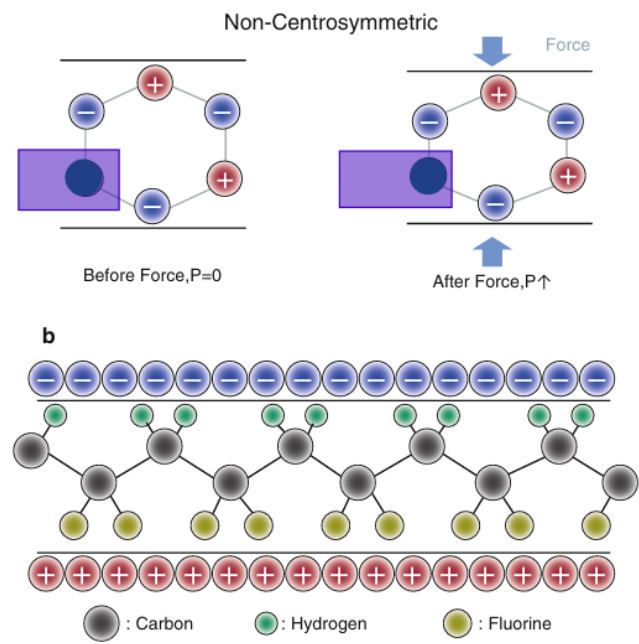 Non-Centrosymmetric
Force
+ +
− − − −
+ +
− −
Before Force,P=0
After Force,P↑
b
− − − − − − − − − − − − − − − −
+ + + + + + + + + + + + + + + +
: Carbon : Hydrogen : Fluorine